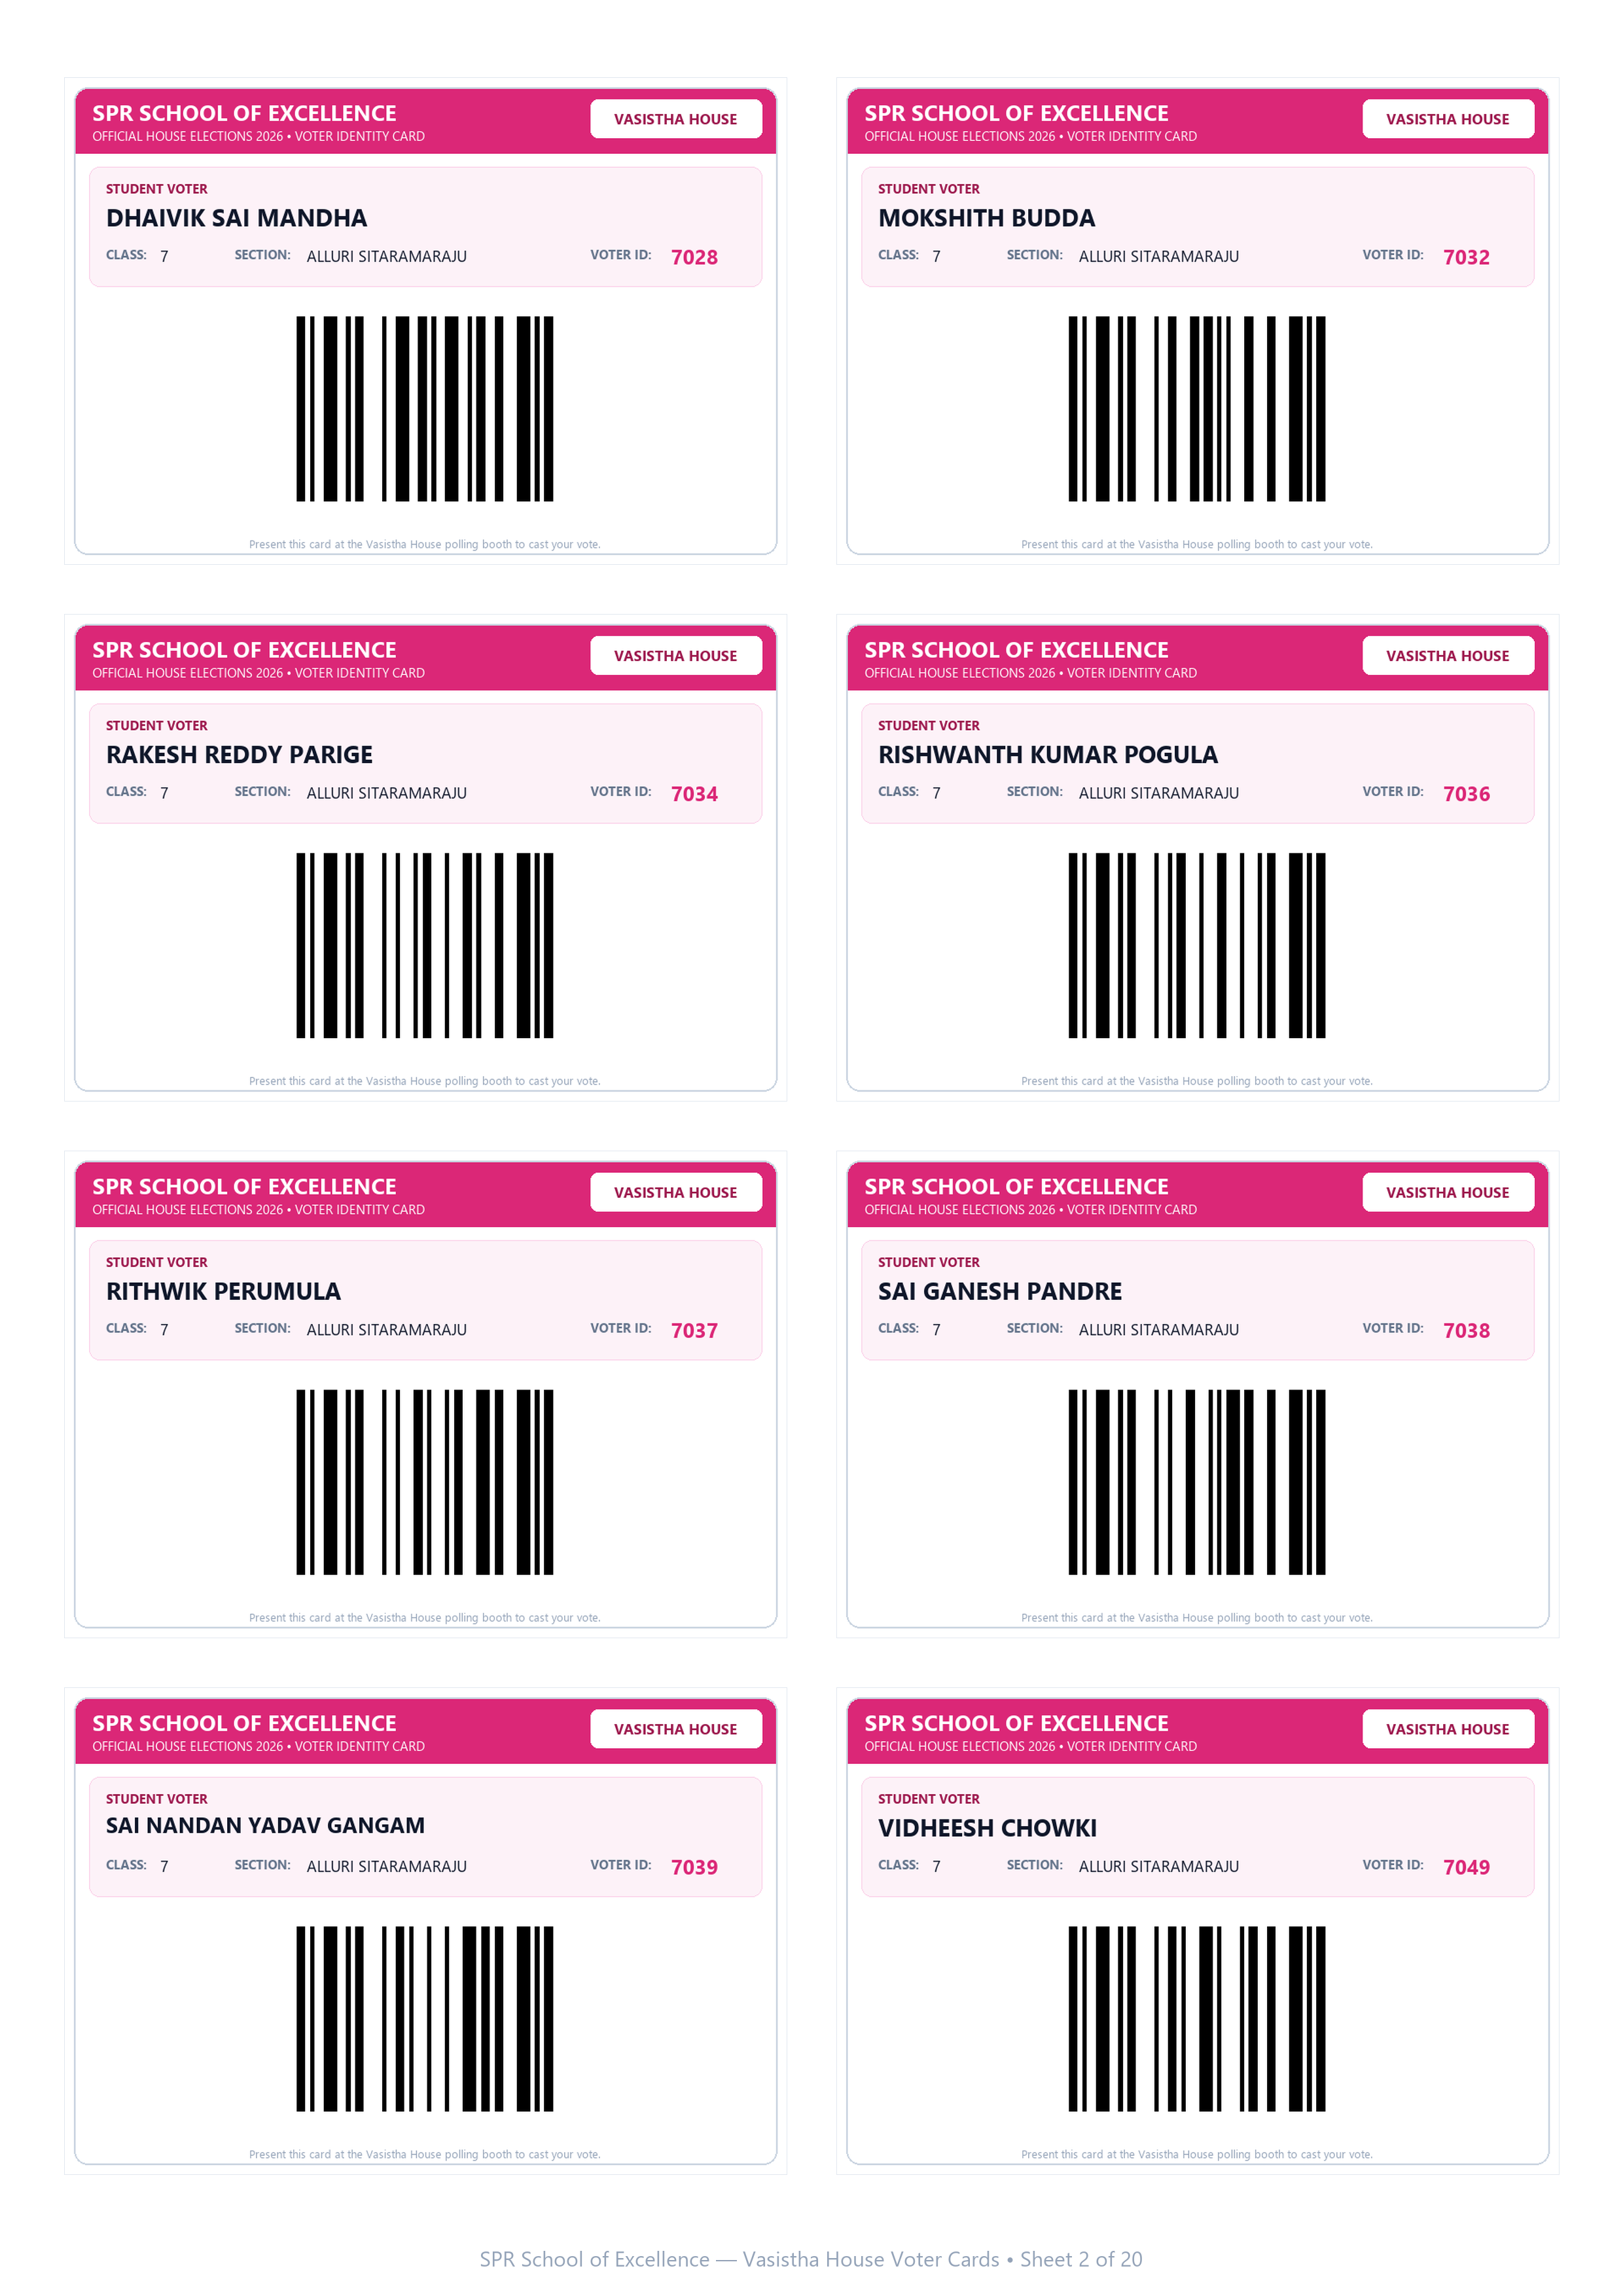 SPR SCHOOL OF EXCELLENCE
OFFICIAL HOUSE ELECTIONS 2026 • VOTER IDENTITY CARD
VASISTHA HOUSE
STUDENT VOTER
DHAIVIK SAI MANDHA
CLASS: 7 SECTION: ALLURI SITARAMARAJU VOTER ID: 7028
Present this card at the Vasistha House polling booth to cast your vote.
SPR SCHOOL OF EXCELLENCE
OFFICIAL HOUSE ELECTIONS 2026 • VOTER IDENTITY CARD
VASISTHA HOUSE
STUDENT VOTER
MOKSHITH BUDDA
CLASS: 7 SECTION: ALLURI SITARAMARAJU VOTER ID: 7032
Present this card at the Vasistha House polling booth to cast your vote.
SPR SCHOOL OF EXCELLENCE
OFFICIAL HOUSE ELECTIONS 2026 • VOTER IDENTITY CARD
VASISTHA HOUSE
STUDENT VOTER
RAKESH REDDY PARIGE
CLASS: 7 SECTION: ALLURI SITARAMARAJU VOTER ID: 7034
Present this card at the Vasistha House polling booth to cast your vote.
SPR SCHOOL OF EXCELLENCE
OFFICIAL HOUSE ELECTIONS 2026 • VOTER IDENTITY CARD
VASISTHA HOUSE
STUDENT VOTER
RISHWANTH KUMAR POGULA
CLASS: 7 SECTION: ALLURI SITARAMARAJU VOTER ID: 7036
Present this card at the Vasistha House polling booth to cast your vote.
SPR SCHOOL OF EXCELLENCE
OFFICIAL HOUSE ELECTIONS 2026 • VOTER IDENTITY CARD
VASISTHA HOUSE
STUDENT VOTER
RITHWIK PERUMULA
CLASS: 7 SECTION: ALLURI SITARAMARAJU VOTER ID: 7037
Present this card at the Vasistha House polling booth to cast your vote.
SPR SCHOOL OF EXCELLENCE
OFFICIAL HOUSE ELECTIONS 2026 • VOTER IDENTITY CARD
VASISTHA HOUSE
STUDENT VOTER
SAI GANESH PANDRE
CLASS: 7 SECTION: ALLURI SITARAMARAJU VOTER ID: 7038
Present this card at the Vasistha House polling booth to cast your vote.
SPR SCHOOL OF EXCELLENCE
OFFICIAL HOUSE ELECTIONS 2026 • VOTER IDENTITY CARD
VASISTHA HOUSE
STUDENT VOTER
SAI NANDAN YADAV GANGAM
CLASS: 7 SECTION: ALLURI SITARAMARAJU VOTER ID: 7039
Present this card at the Vasistha House polling booth to cast your vote.
SPR SCHOOL OF EXCELLENCE
OFFICIAL HOUSE ELECTIONS 2026 • VOTER IDENTITY CARD
VASISTHA HOUSE
STUDENT VOTER
VIDHEESH CHOWKI
CLASS: 7 SECTION: ALLURI SITARAMARAJU VOTER ID: 7049
Present this card at the Vasistha House polling booth to cast your vote.
SPR School of Excellence — Vasistha House Voter Cards • Sheet 2 of 20